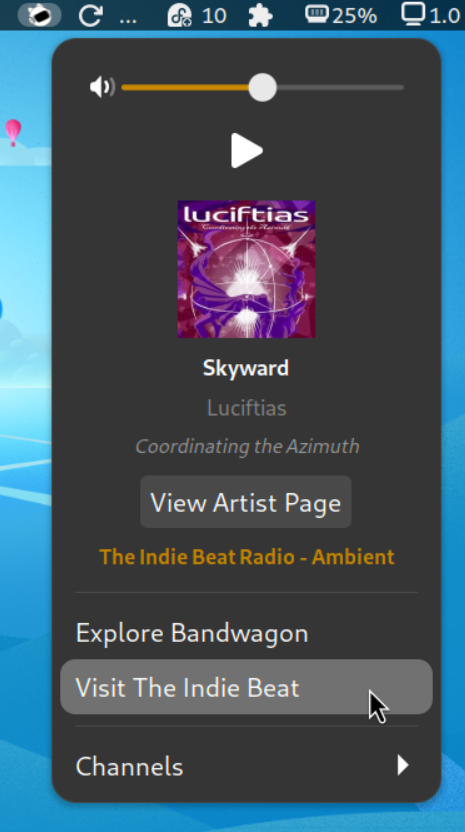 ... 10 25% 1.0
luciftias
Coordinating the Azimuth
Skyward
Luciftias
Coordinating the Azimuth
View Artist Page
The Indie Beat Radio - Ambient
Explore Bandwagon
Visit The Indie Beat
Channels